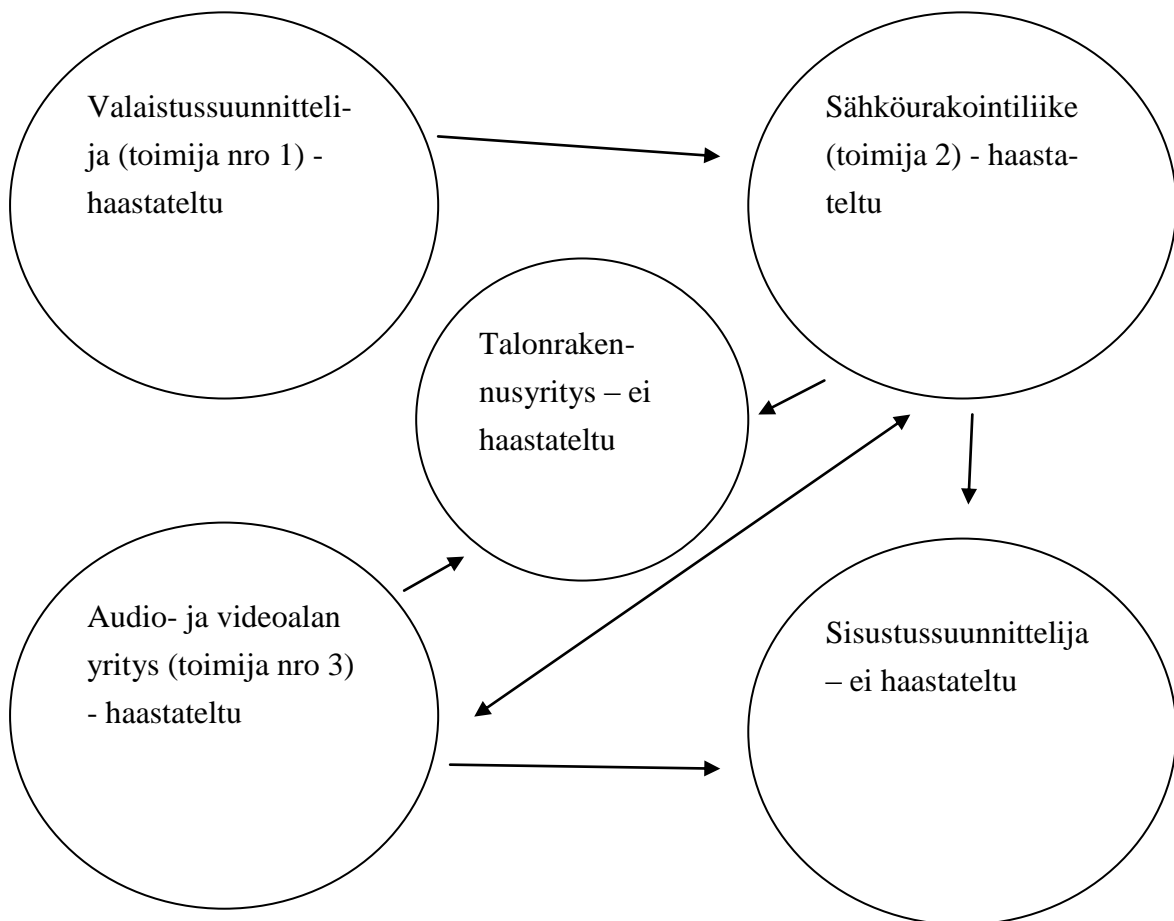 Valaistussuunnitteli-
ja (toimija nro 1) -
haastateltu
Sähköurakointiliike
(toimija 2) - haasta-
teltu
Talonraken-
nusyritys – ei
haastateltu
Audio- ja videoalan
yritys (toimija nro 3)
- haastateltu
Sisustussuunnittelija
– ei haastateltu